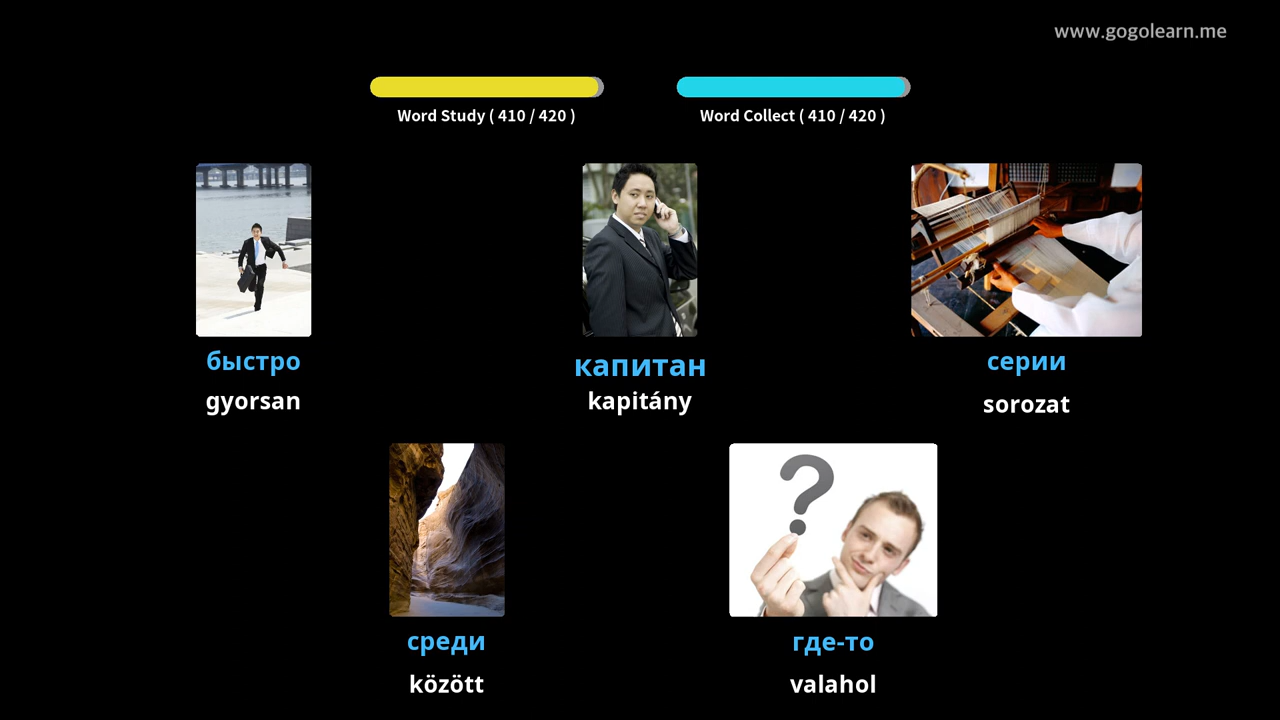 www.gogolearn.me
Word Study ( 410 / 420 )
Word Collect ( 410 / 420 )
быстро
gyorsan
капитан
kapitány
серии
sorozat
среди
között
?
где-то
valahol